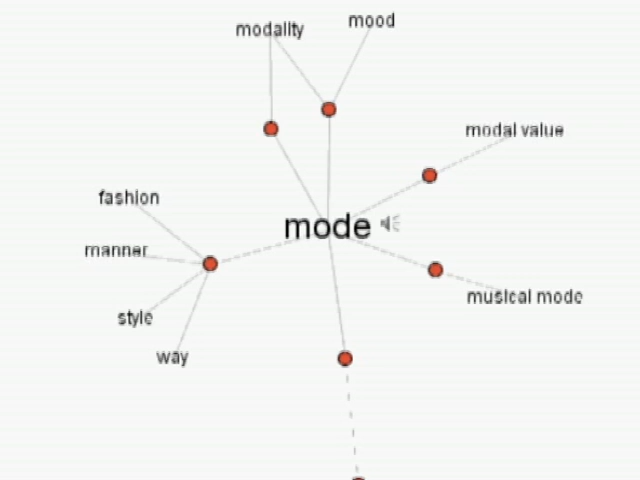 modality
mood
modal value
fashion
mode
manner
musical mode
style
way